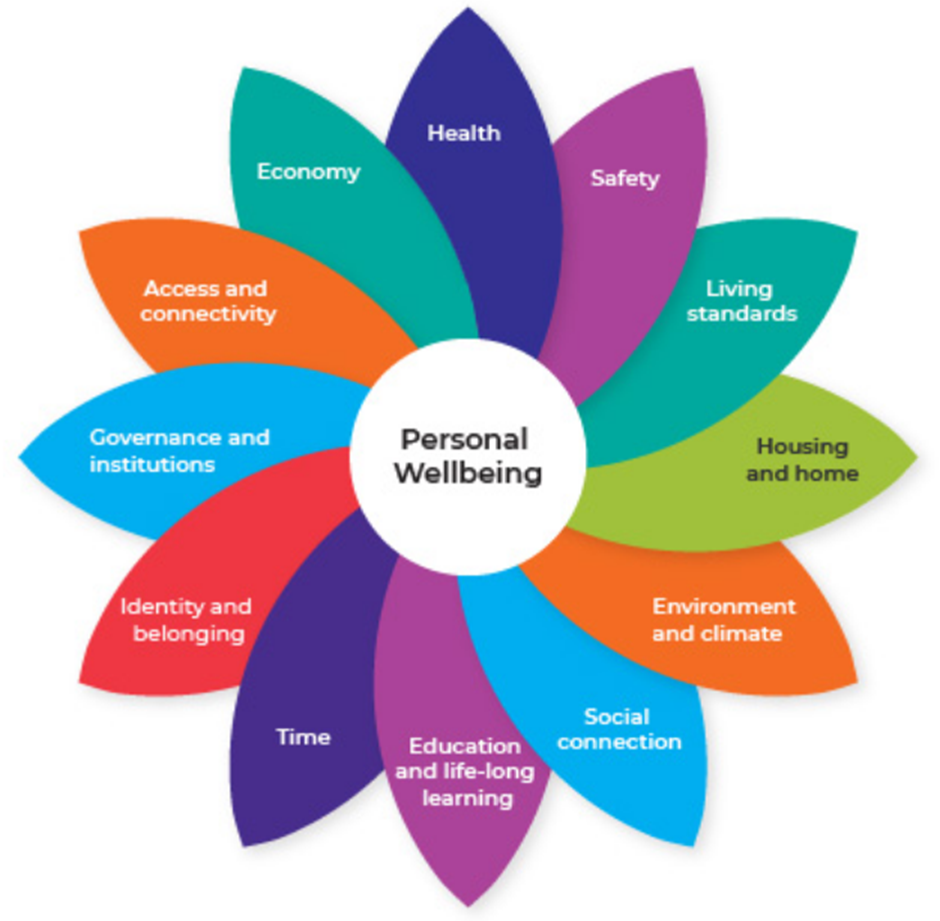 Health
Safety
Living
standards
Housing
and home
Environment
and climate
Social
connection
Education
and life-long
learning
Time
Identity and
belonging
Governance and
institutions
Access and
connectivity
Economy
Personal
Wellbeing